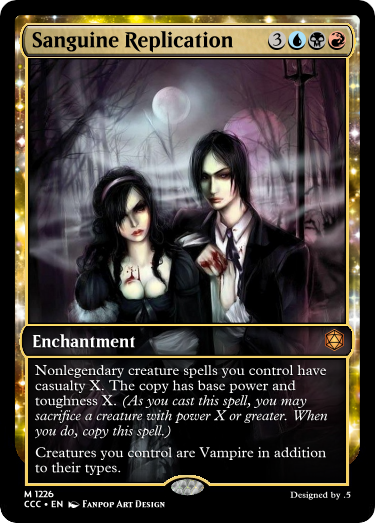 Sanguine Replication 3
Enchantment
Nonlegendary creature spells you control have
casualty X. The copy has base power and
toughness X. (As you cast this spell, you may
sacrifice a creature with power X or greater. When
you do, copy this spell.)
Creatures you control are Vampire in addition
to their types.
M 1226
CCC • EN Fanpop Art Design
Designed by .5